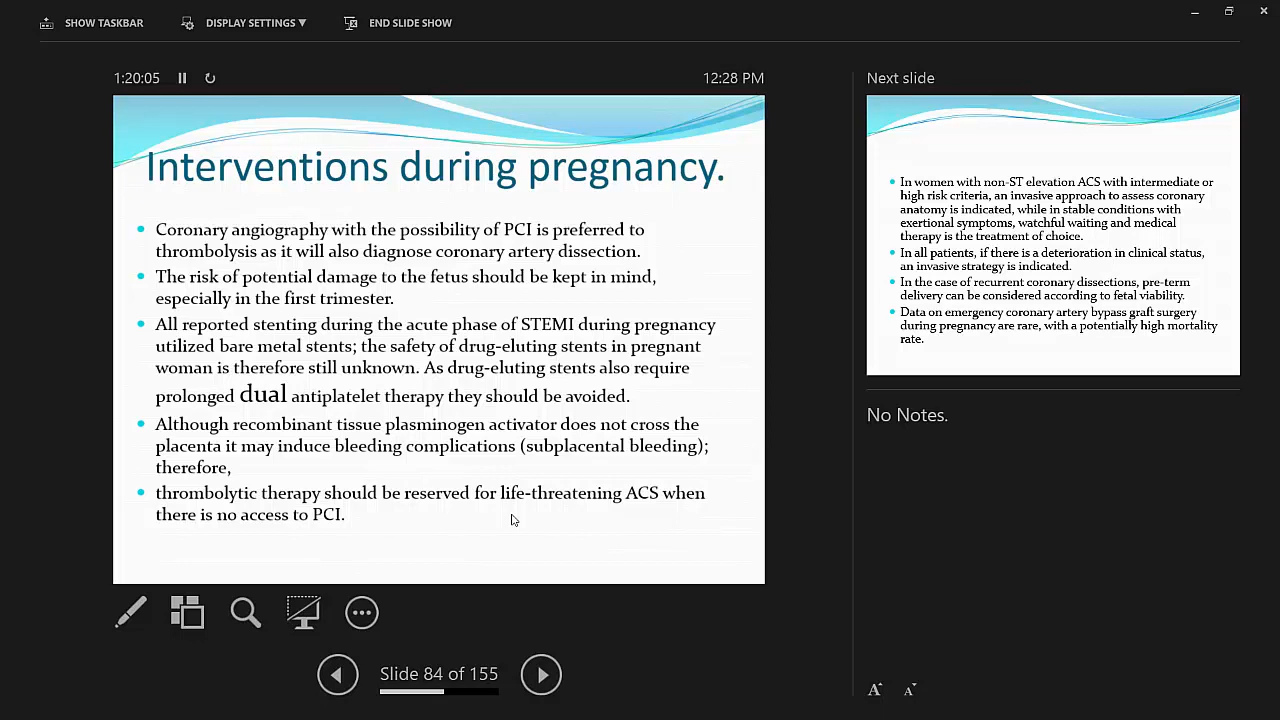 SHOW TASKBAR
DISPLAY SETTINGS ▼
END SLIDE SHOW
1:20:05
12:28 PM
Interventions during pregnancy.
• Coronary angiography with the possibility of PCI is preferred to
thrombolysis as it will also diagnose coronary artery dissection.
• The risk of potential damage to the fetus should be kept in mind,
especially in the first trimester.
• All reported stenting during the acute phase of STEMI during pregnancy
utilized bare metal stents; the safety of drug-eluting stents in pregnant
woman is therefore still unknown. As drug-eluting stents also require
prolonged dual antiplatelet therapy they should be avoided.
• Although recombinant tissue plasminogen activator does not cross the
placenta it may induce bleeding complications (subplacental bleeding);
therefore,
• thrombolytic therapy should be reserved for life-threatening ACS when
there is no access to PCI.
Slide 84 of 155
Next slide
• In women with non-ST elevation ACS with intermediate or
high risk criteria, an invasive approach to assess coronary
anatomy is indicated, while in stable conditions with
exertional symptoms, watchful waiting and medical
therapy is the treatment of choice.
• In all patients, if there is a deterioration in clinical status,
an invasive strategy is indicated.
• In the case of recurrent coronary dissections, pre-term
delivery can be considered according to fetal viability.
• Data on emergency coronary artery bypass graft surgery
during pregnancy are rare, with a potentially high mortality
rate.
No Notes.
A A